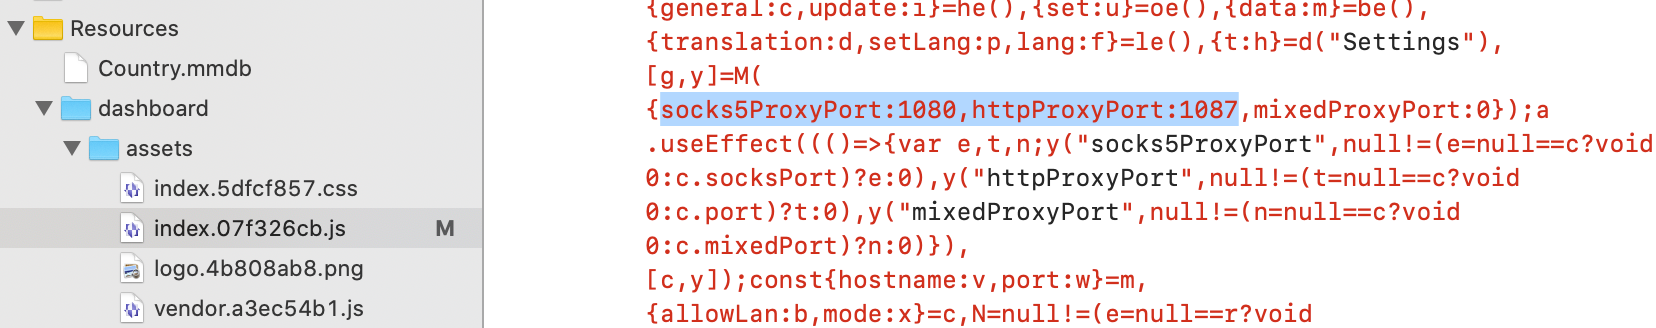 Resources
Country.mmdb
dashboard
assets
index.5dfcf857.css
index.07f326cb.js
M
logo.4b808ab8.png
vendor.a3ec54b1.js
{general:c,update:i}=he(),{set:u}=oe(),{data:m}=be(),
{translation:d,setLang:p,lang:f}=le(),{t:h}=d("Settings"),
[g,y]=M(
{socks5ProxyPort:1080,httpProxyPort:1087,mixedProxyPort:0});a
.useEffect((()=>{var e,t,n;y("socks5ProxyPort",null!=(e=null==c?void
0:c.socksPort)?e:0),y("httpProxyPort",null!=(t=null==c?void
0:c.port)?t:0),y("mixedProxyPort",null!=(n=null==c?void
0:c.mixedPort)?n:0)}),
[c,y]);const{hostname:v,port:w}=m,
{allowLan:b,mode:x}=c,N=null!=(e=null==r?void